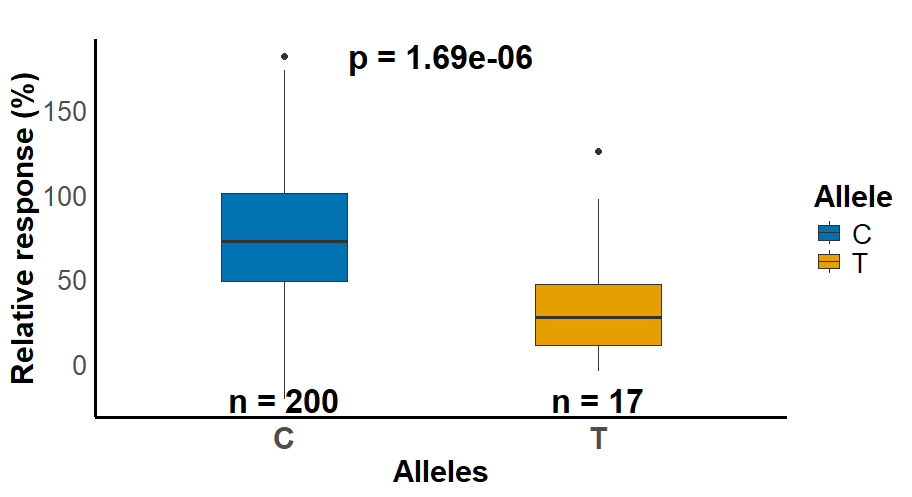 p = 1.69e-06
Relative response (%)
150
100
50
0
n = 200
n = 17
C
T
Alleles
Allele
C
T